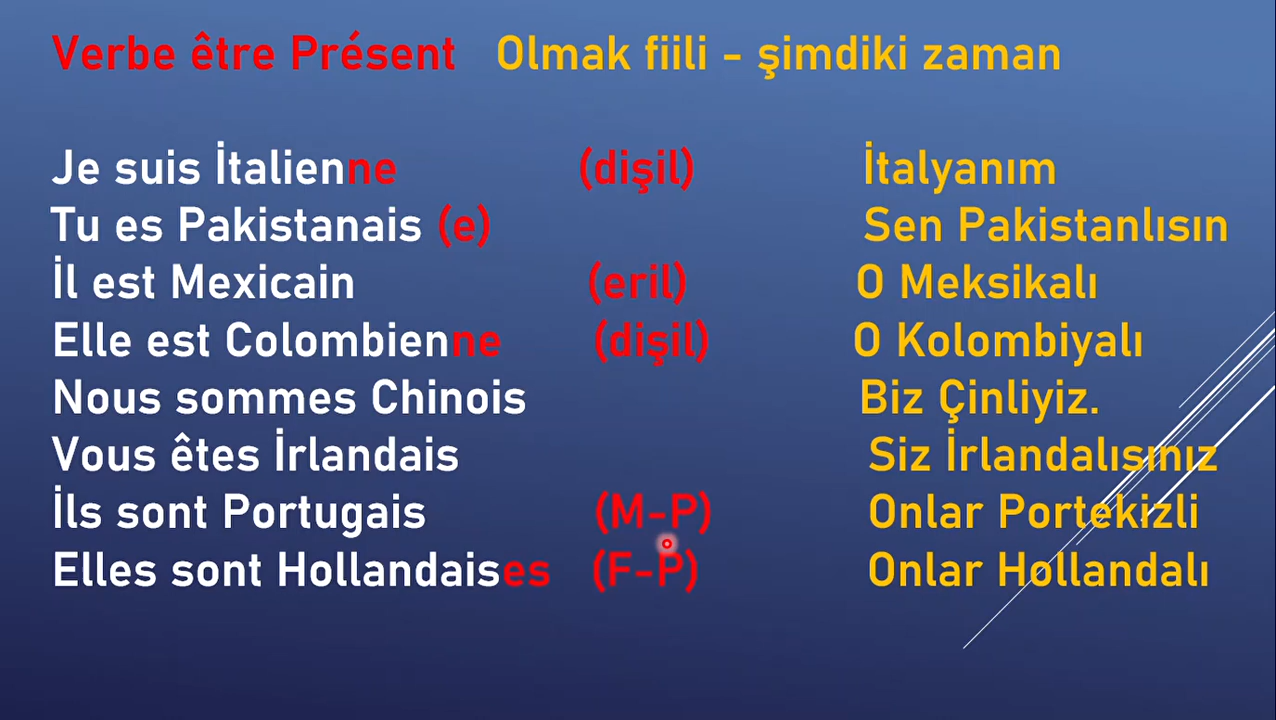 Verbe être Présent Olmak fiili - şimdiki zaman
Je suis İtalienne (dişil) İtalyanım
Tu es Pakistanais (e) Sen Pakistanlısın
İl est Mexicain (eril) O Meksikalı
Elle est Colombienne (dişil) O Kolombiyalı
Nous sommes Chinois Biz Çinliyiz.
Vous êtes İrlandais Siz İrlandalısınız
İls sont Portugais (M-P) Onlar Portekizli
Elles sont Hollandaises (F-P) Onlar Hollandalı